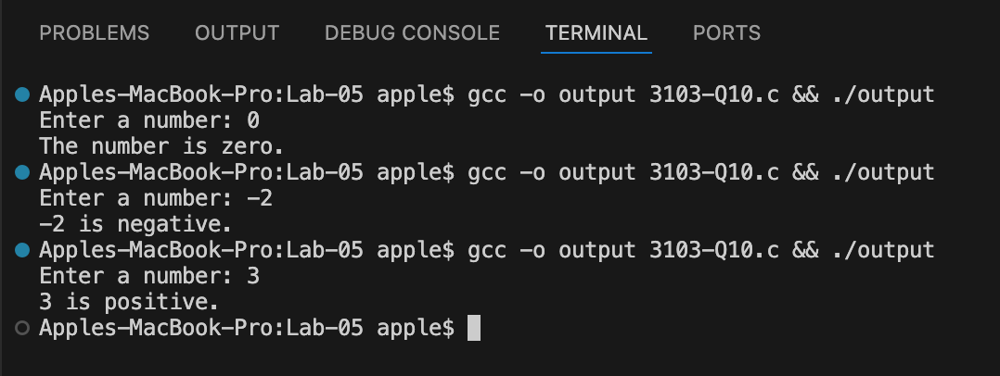 PROBLEMS OUTPUT DEBUG CONSOLE TERMINAL PORTS
Apples-MacBook-Pro:Lab-05 apple$ gcc -o output 3103-Q10.c && ./output
Enter a number: 0
The number is zero.
Apples-MacBook-Pro:Lab-05 apple$ gcc -o output 3103-Q10.c && ./output
Enter a number: -2
-2 is negative.
Apples-MacBook-Pro:Lab-05 apple$ gcc -o output 3103-Q10.c && ./output
Enter a number: 3
3 is positive.
Apples-MacBook-Pro:Lab-05 apple$